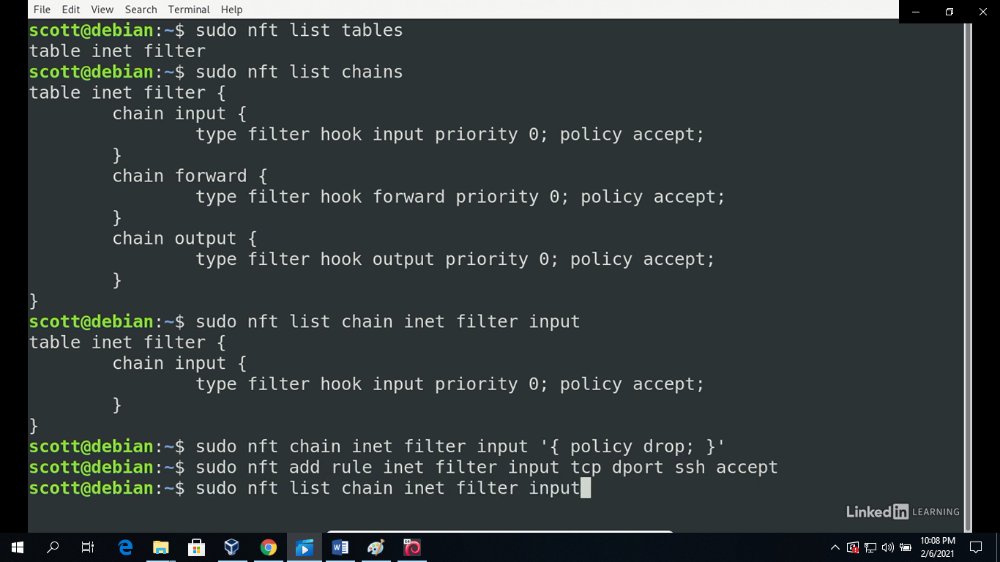 File Edit View Search Terminal Help
scott@debian:~$ sudo nft list tables
table inet filter
scott@debian:~$ sudo nft list chains
table inet filter {
        chain input {
                type filter hook input priority 0; policy accept;
        }
        chain forward {
                type filter hook forward priority 0; policy accept;
        }
        chain output {
                type filter hook output priority 0; policy accept;
        }
}
scott@debian:~$ sudo nft list chain inet filter input
table inet filter {
        chain input {
                type filter hook input priority 0; policy accept;
        }
}
scott@debian:~$ sudo nft chain inet filter input '{ policy drop; }'
scott@debian:~$ sudo nft add rule inet filter input tcp dport ssh accept
scott@debian:~$ sudo nft list chain inet filter input
Linked in LEARNING
10:08 PM
2/6/2021